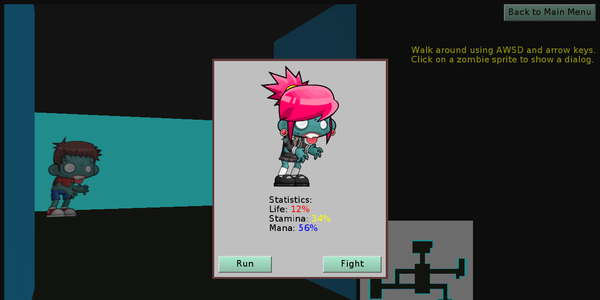 Back to Main Menu
Walk around using AWSD and arrow keys.
Click on a zombie sprite to show a dialog.
Statistics:
Life: 12%
Stamina: 34%
Mana: 56%
Run
Fight